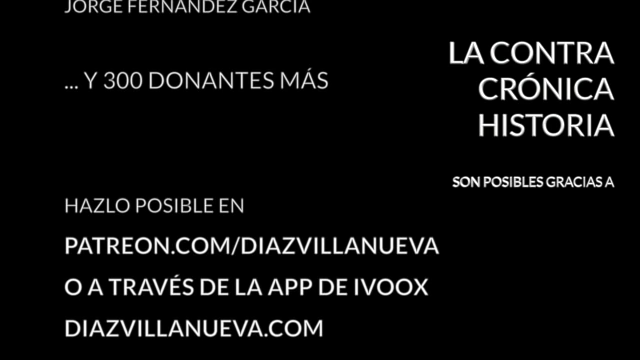 JORGE FERNÁNDEZ GARCÍA
... Y 300 DONANTES MÁS
HAZLO POSIBLE EN
PATREON.COM/DIAZVILLANUEVA
O A TRAVÉS DE LA APP DE IVOOX
DIAZVILLANUEVA.COM
LA CONTRA
CRÓNICA
HISTORIA
SON POSIBLES GRACIAS A